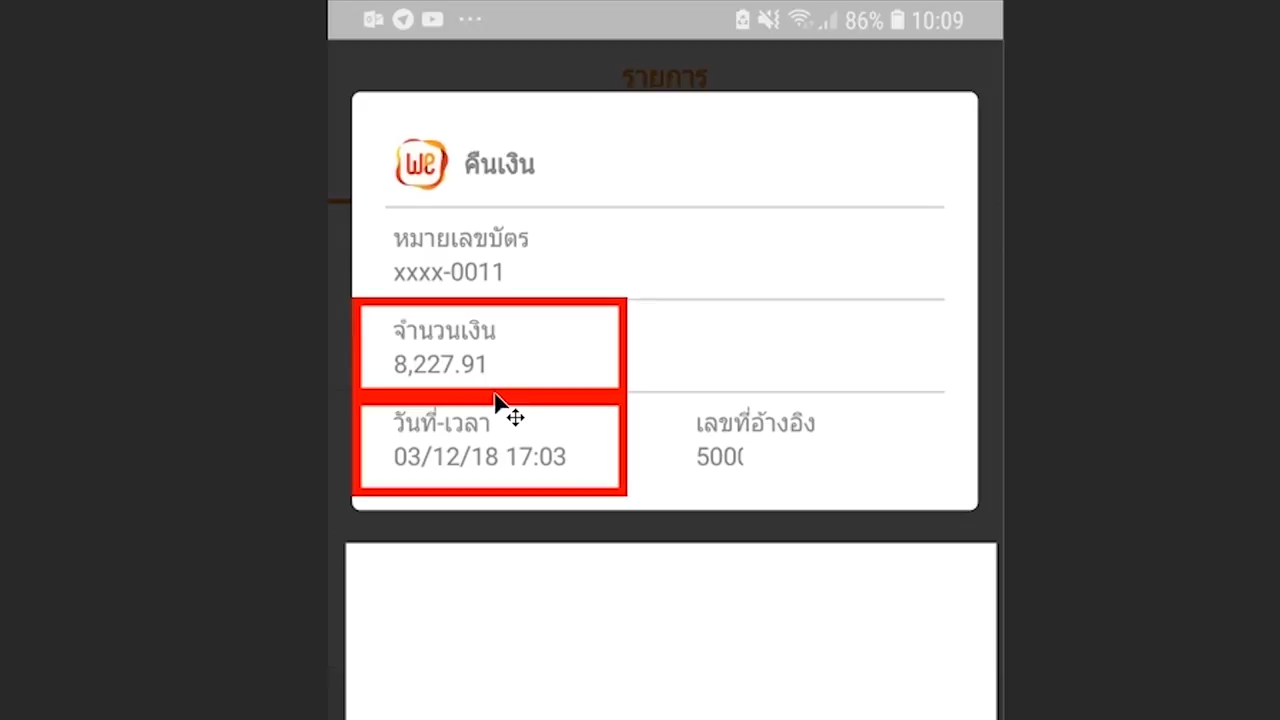 86% 10:09
รายการ
we คืนเงิน
หมายเลขบัตร
xxxx-0011
จำนวนเงิน
8,227.91
วันที่-เวลา
03/12/18 17:03
เลขที่อ้างอิง
500